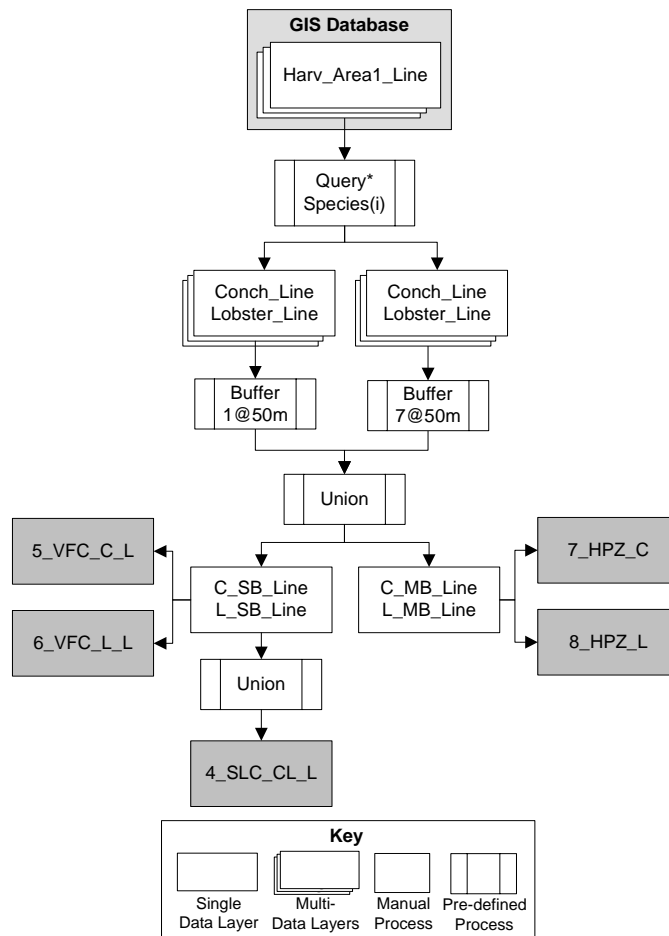 GIS Database
Harv_Area1_Line
Query*
Species(i)
Conch_Line
Lobster_Line
Conch_Line
Lobster_Line
Buffer
1@50m
Buffer
7@50m
Union
5_VFC_C_L
6_VFC_L_L
C_SB_Line
L_SB_Line
C_MB_Line
L_MB_Line
7_HPZ_C
8_HPZ_L
Union
4_SLC_CL_L
Key
Single
Data Layer
Multi-
Data Layers
Manual
Process
Pre-defined
Process